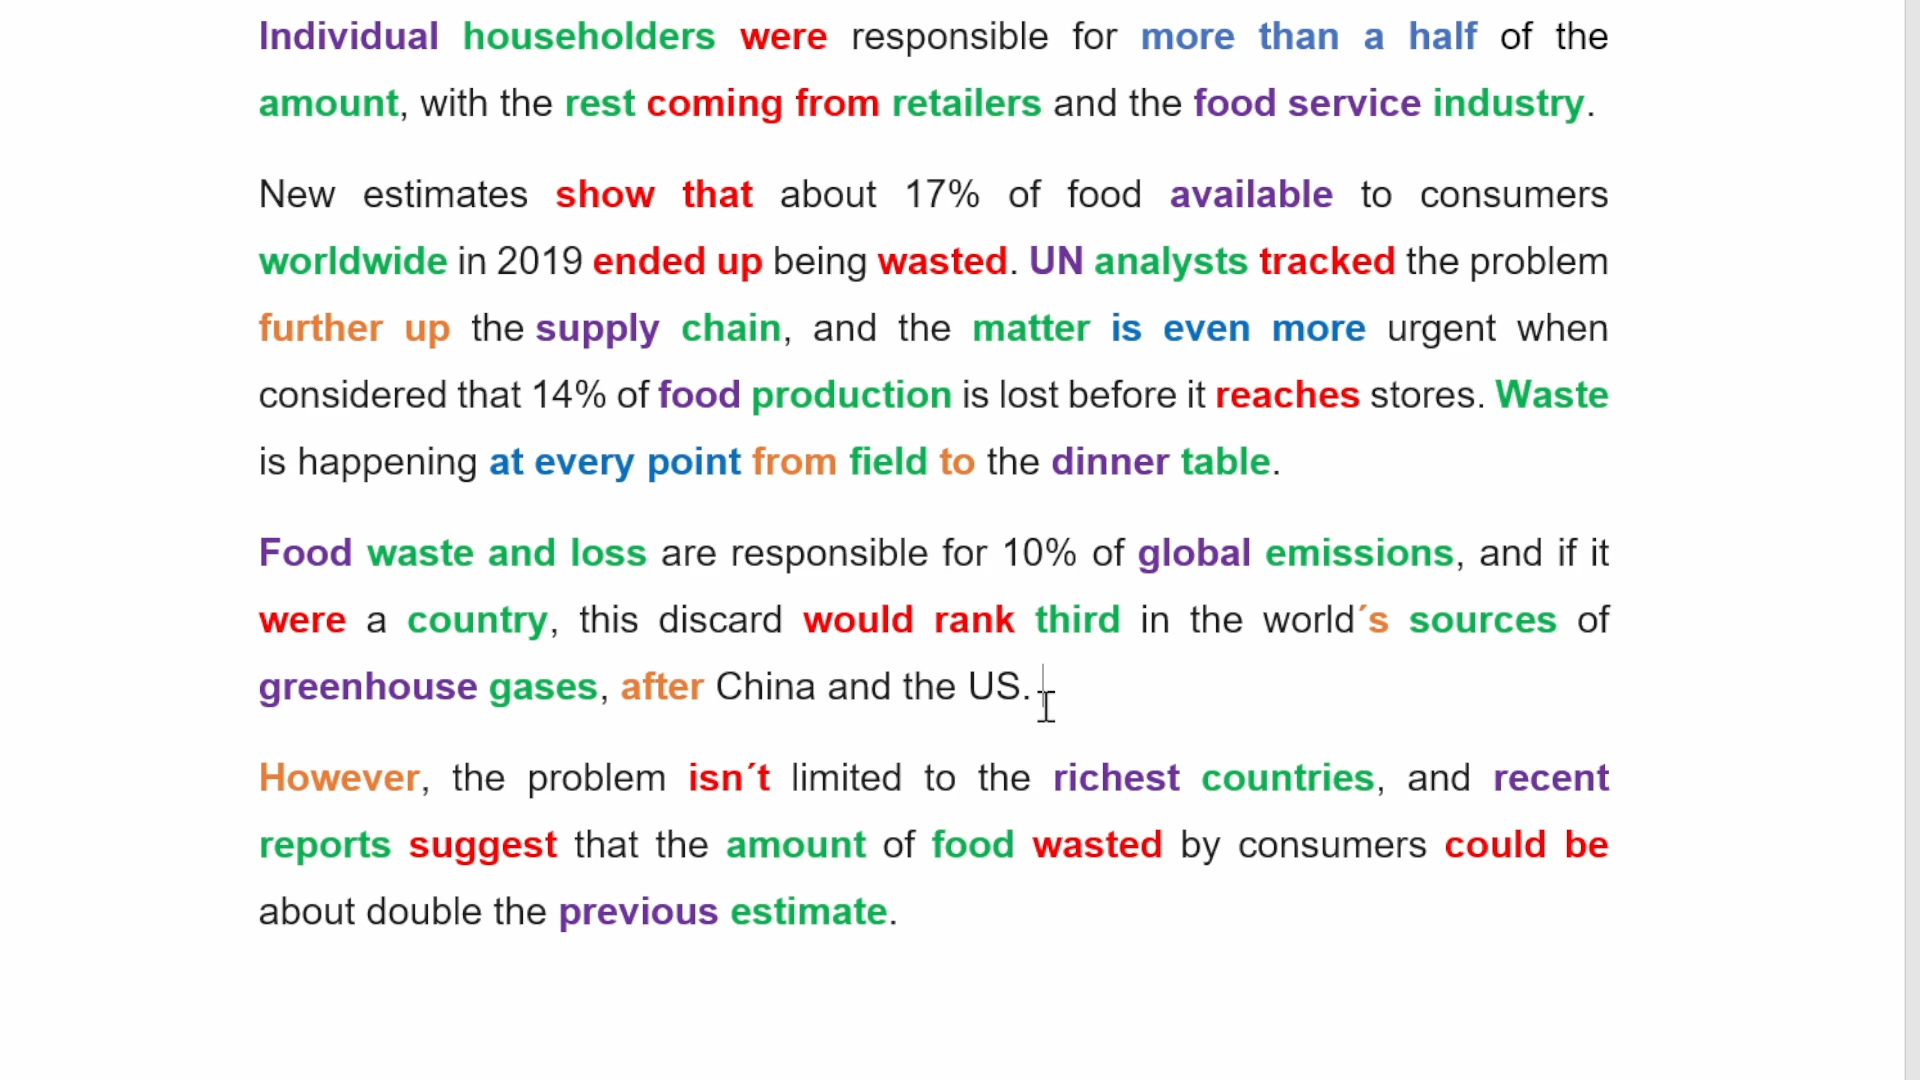 Individual householders were responsible for more than a half of the
amount, with the rest coming from retailers and the food service industry.
New estimates show that about 17% of food available to consumers
worldwide in 2019 ended up being wasted. UN analysts tracked the problem
further up the supply chain, and the matter is even more urgent when
considered that 14% of food production is lost before it reaches stores. Waste
is happening at every point from field to the dinner table.
Food waste and loss are responsible for 10% of global emissions, and if it
were a country, this discard would rank third in the world´s sources of
greenhouse gases, after China and the US.
However, the problem isn´t limited to the richest countries, and recent
reports suggest that the amount of food wasted by consumers could be
about double the previous estimate.